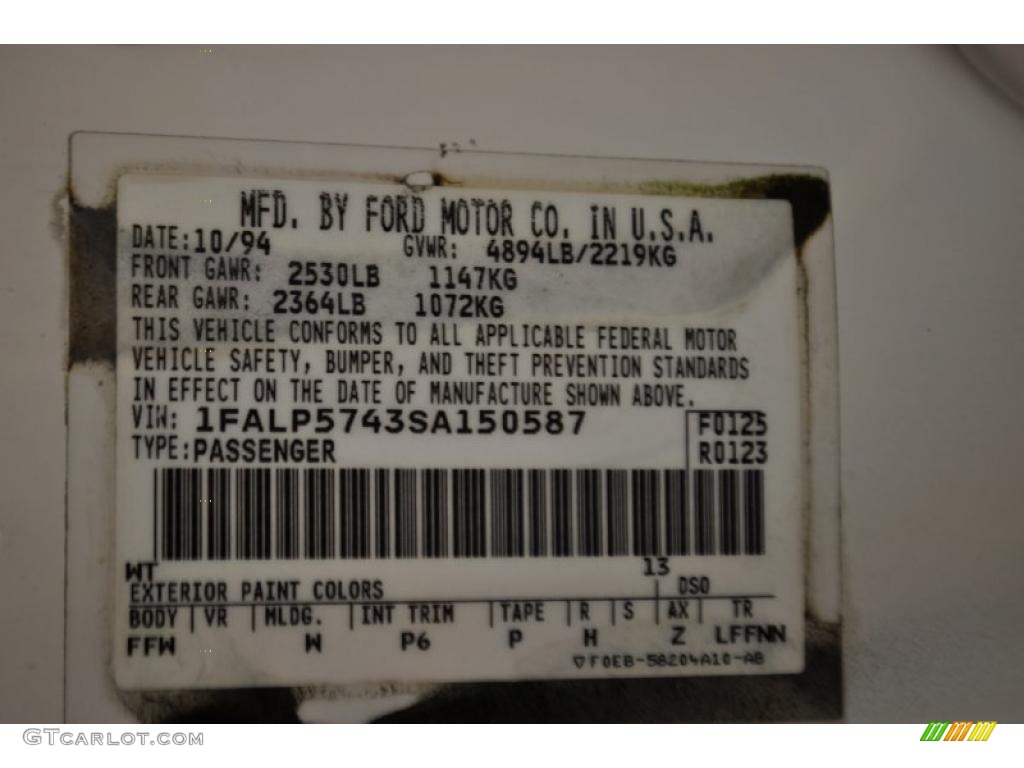 MFD. BY FORD MOTOR CO. IN U.S.A.
DATE: 10/94 GVWR: 4894LB/2219KG
FRONT GAWR: 2530LB 1147KG
REAR GAWR: 2364LB 1072KG
THIS VEHICLE CONFORMS TO ALL APPLICABLE FEDERAL MOTOR
VEHICLE SAFETY, BUMPER, AND THEFT PREVENTION STANDARDS
IN EFFECT ON THE DATE OF MANUFACTURE SHOWN ABOVE.
VIN: 1FALP5743SA150587 F0125
TYPE: PASSENGER R0123
WT 13
EXTERIOR PAINT COLORS DSO
BODY VR MLDG. INT TRIM TAPE R S AX TR
FFW W P6 P H Z LFFNN
F0EB-58204A10-AB
GTCARLOT.COM